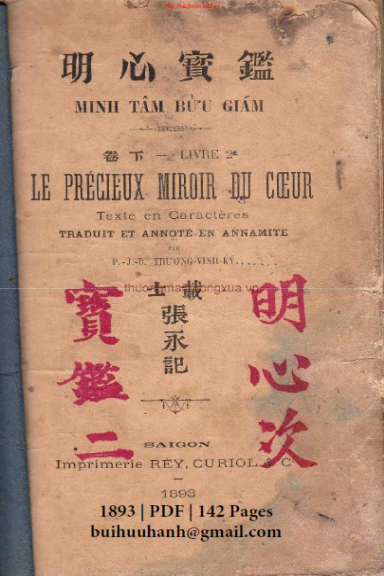 明心寶鑑
MINH TÂM BỬU GIÁM
卷下 — LIVRE 2e
LE PRÉCIEUX MIROIR DU CŒUR
Texte en Caractères
TRADUIT ET ANNOTÉ EN ANNAMITE
PAR
P.-J.-B. TRƯƠNG-VINH-KÝ
士載
張永記
明心次
寶鑑二
SAIGON
Imprimerie REY, CURIOL & Cie
1893
1893 | PDF | 142 Pages
buihuuhanh@gmail.com